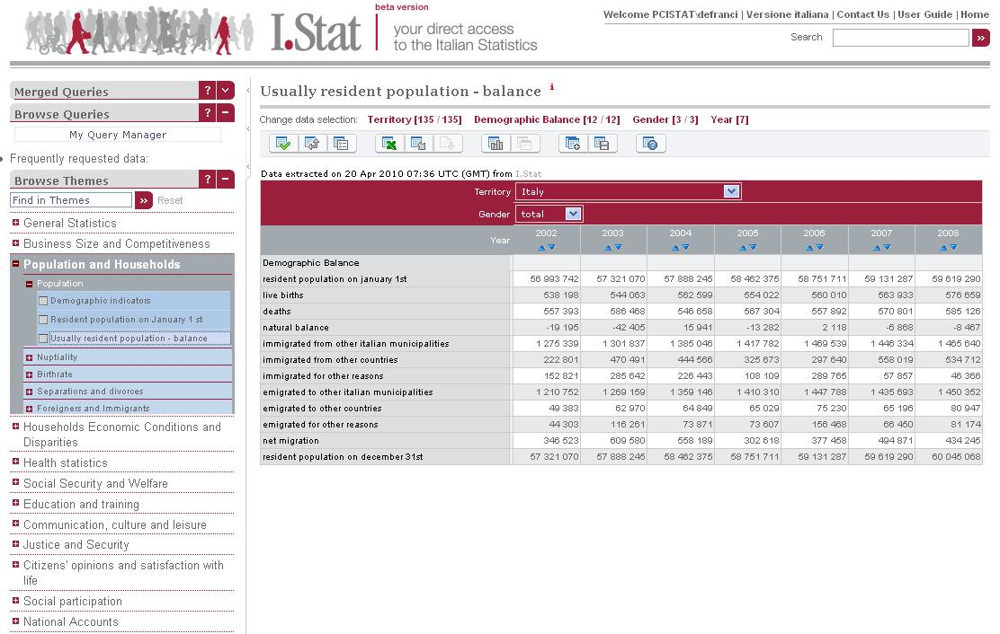 beta version
I.Stat
your direct access
to the Italian Statistics
Welcome PCISTAT\defranci | Versione italiana | Contact Us | User Guide | Home
Search
»
Merged Queries ?
Browse Queries ? −
My Query Manager
Frequently requested data:
Browse Themes ? −
Find in Themes » Reset
General Statistics
Business Size and Competitiveness
Population and Households
Population
Demographic indicators
Resident population on January 1 st
Usually resident population - balance
Nuptiality
Birthrate
Separations and divorces
Foreigners and Immigrants
Households Economic Conditions and
Disparities
Health statistics
Social Security and Welfare
Education and training
Communication, culture and leisure
Justice and Security
Citizens' opinions and satisfaction with
life
Social participation
National Accounts
Usually resident population - balance i
Change data selection: Territory [135 / 135] Demographic Balance [12 / 12] Gender [3 / 3] Year [7]
Data extracted on 20 Apr 2010 07:36 UTC (GMT) from I.Stat
Territory Italy
Gender total
Year 2002 2003 2004 2005 2006 2007 2008
Demographic Balance
resident population on january 1st 56 993 742 57 321 070 57 888 245 58 462 375 58 751 711 59 131 287 59 619 290
live births 538 198 544 063 562 599 554 022 560 010 563 933 576 659
deaths 557 393 586 468 546 658 567 304 557 892 570 801 585 126
natural balance -19 195 -42 405 15 941 -13 282 2 118 -6 868 -8 467
immigrated from other italian municipalities 1 275 339 1 301 837 1 385 046 1 417 782 1 469 539 1 446 334 1 465 640
immigrated from other countries 222 801 470 491 444 566 325 673 297 640 558 019 534 712
immigrated for other reasons 152 821 285 642 226 443 108 109 289 765 57 857 46 366
emigrated to other italian municipalities 1 210 752 1 269 159 1 359 146 1 410 310 1 447 788 1 435 693 1 450 352
emigrated to other countries 49 383 62 970 64 849 65 029 75 230 65 196 80 947
emigrated for other reasons 44 303 116 261 73 871 73 607 156 468 66 450 81 174
net migration 346 523 609 580 558 189 302 618 377 458 494 871 434 245
resident population on december 31st 57 321 070 57 888 245 58 462 375 58 751 711 59 131 287 59 619 290 60 045 068